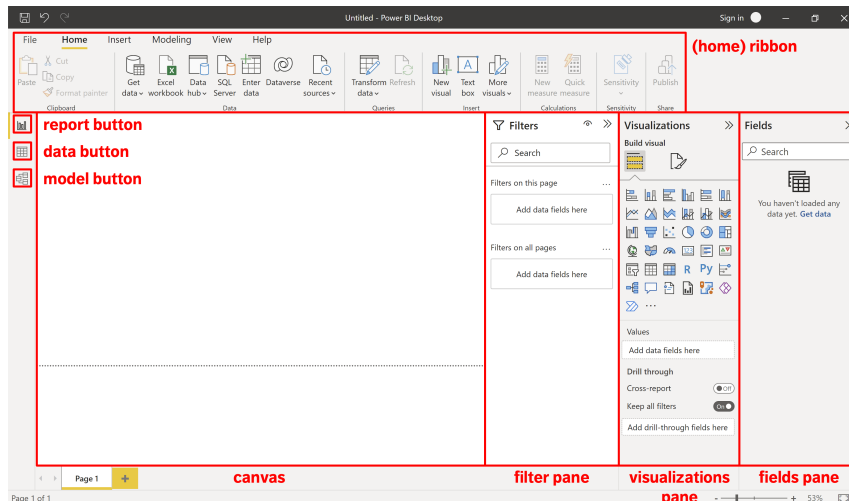 Untitled - Power BI Desktop
Sign in
File Home Insert Modeling View Help
(home) ribbon
Paste
Cut
Copy
Format painter
Get data
Excel workbook
Data hub
SQL Server
Enter data
Dataverse
Recent sources
Transform data
Refresh
New visual
Text box
More visuals
New measure
Quick measure
Sensitivity
Publish
Clipboard Data Queries Insert Calculations Sensitivity Share
report button
data button
model button
Filters
Search
Filters on this page ...
Add data fields here
Filters on all pages ...
Add data fields here
Visualizations
Build visual
R Py
...
Values
Add data fields here
Drill through
Cross-report Off
Keep all filters On
Add drill-through fields here
Fields
Search
You haven't loaded any
data yet. Get data
Page 1 +
canvas
filter pane
visualizations
pane
fields pane
Page 1 of 1
- + 53%